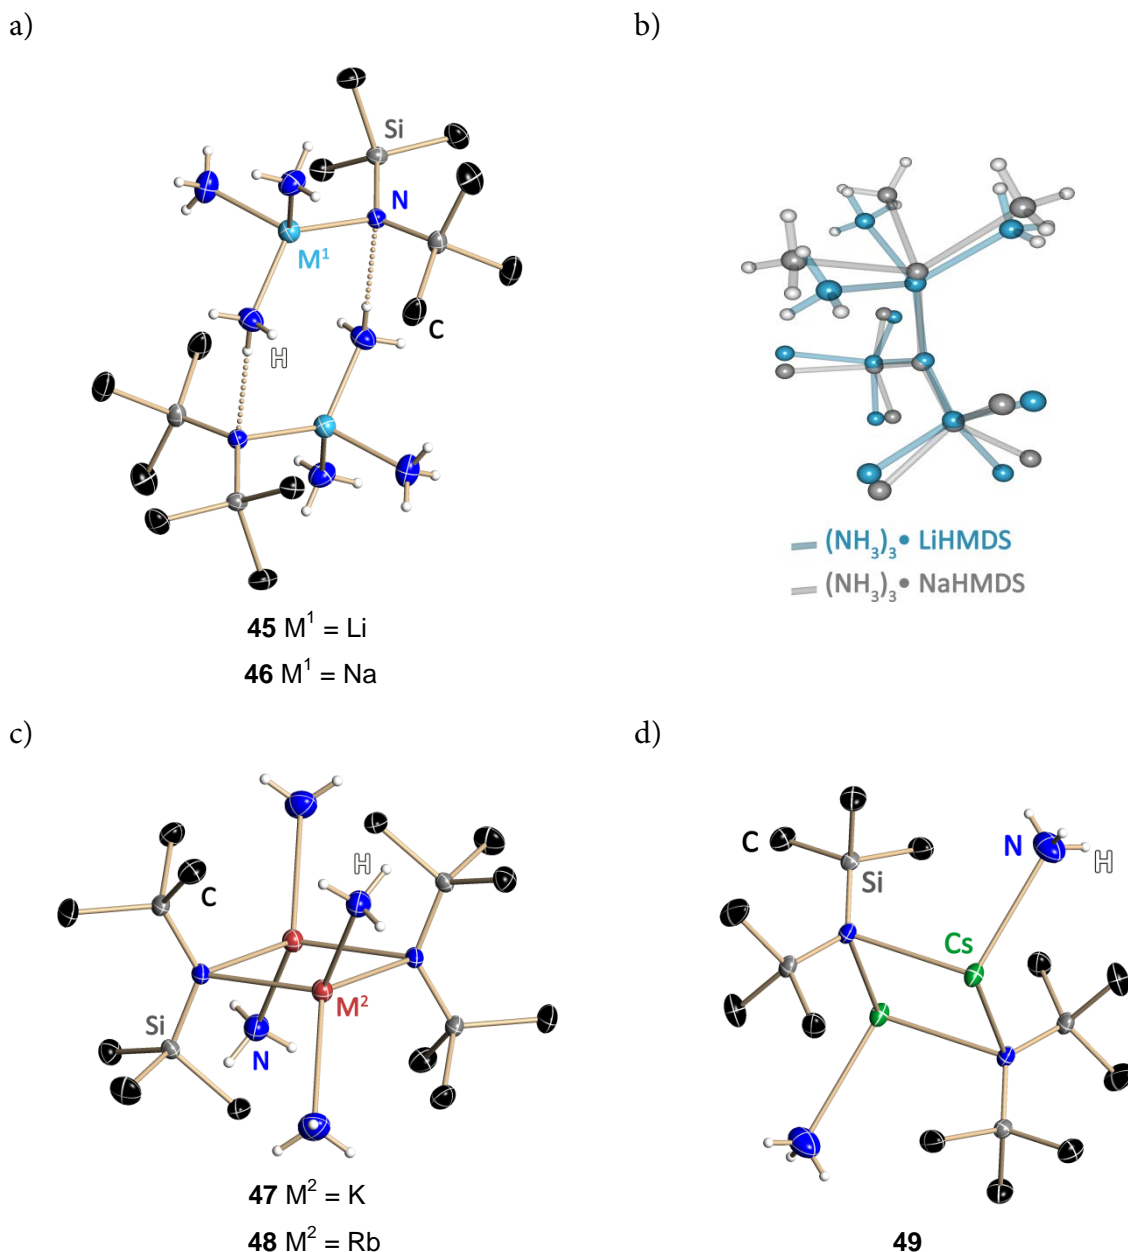 a)
b)
Si
N
M¹
C
H
(NH₃)₃• LiHMDS
(NH₃)₃• NaHMDS
45 M¹ = Li
46 M¹ = Na
c)
d)
H
C
M²
Si
N
C
Si
N
H
Cs
47 M² = K
48 M² = Rb
49